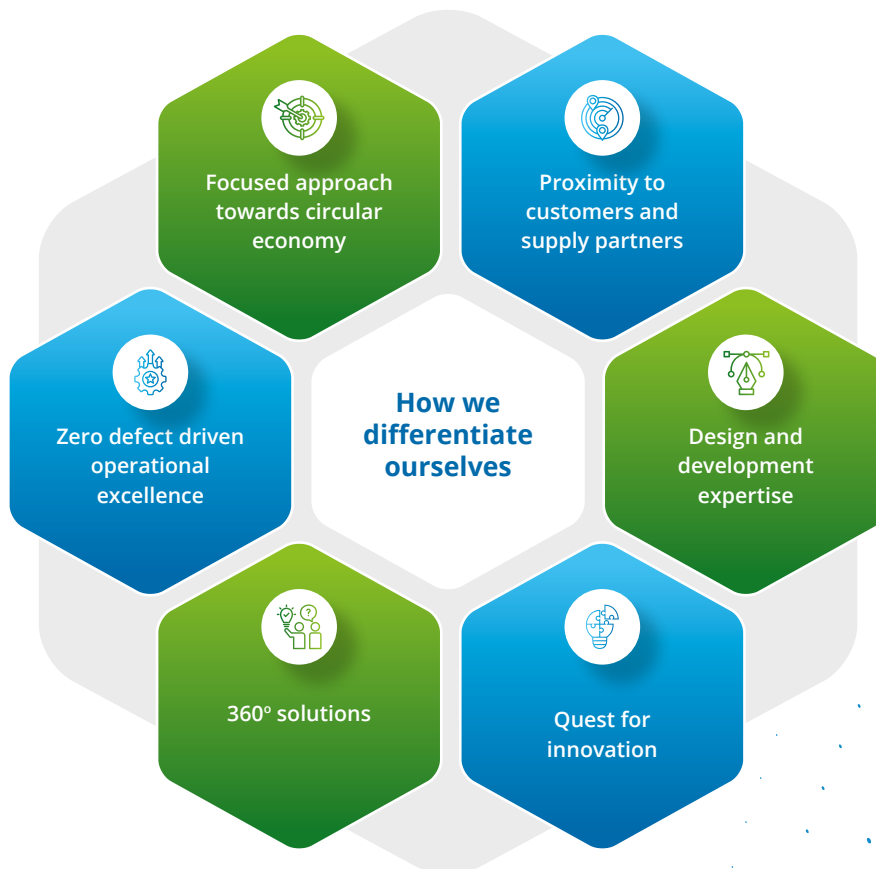 Focused approach
towards circular
economy
Proximity to
customers and
supply partners
Zero defect driven
operational
excellence
How we
differentiate
ourselves
Design and
development
expertise
?
360º solutions
Quest for
innovation